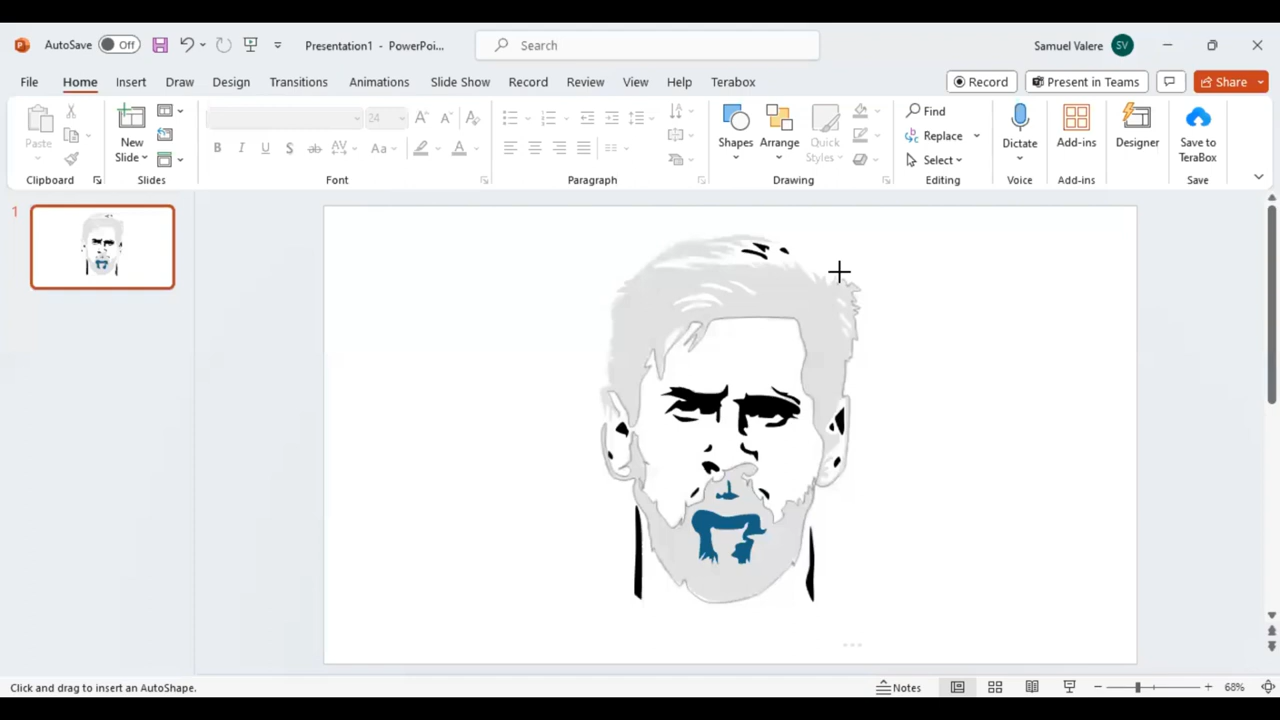 AutoSave Off Presentation1 - PowerPoi... Search Samuel Valere SV
File Home Insert Draw Design Transitions Animations Slide Show Record Review View Help Terabox Record Present in Teams Share
Paste New Slide 24 Shapes Arrange Quick Styles Find Replace Select Dictate Add-ins Designer Save to TeraBox
B I U S ab AV Aa A
Clipboard Slides Font Paragraph Drawing Editing Voice Add-ins Save
1
Click and drag to insert an AutoShape. Notes 68%